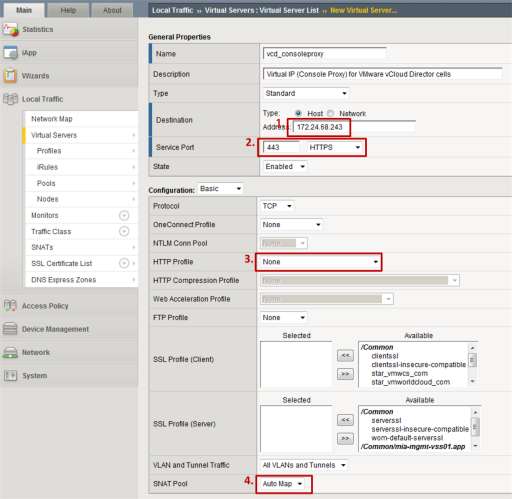 Main Help About
Local Traffic ›› Virtual Servers : Virtual Server List ›› New Virtual Server...
Statistics
iApp
Wizards
Local Traffic
Network Map
Virtual Servers
Profiles
iRules
Pools
Nodes
Monitors
Traffic Class
SNATs
SSL Certificate List
DNS Express Zones
Access Policy
Device Management
Network
System
General Properties
Name vcd_consoleproxy
Description Virtual IP (Console Proxy) for VMware vCloud Director cells
Type Standard
Destination
Type: Host Network
1.
Address: 172.24.68.243
2.
Service Port 443 HTTPS
State Enabled
Configuration: Basic
Protocol TCP
OneConnect Profile None
NTLM Conn Pool None
3.
HTTP Profile None
HTTP Compression Profile None
Web Acceleration Profile None
FTP Profile None
SSL Profile (Client)
Selected Available
<< >>
/Common
clientssl
clientssl-insecure-compatible
star_vmwcs_com
star_vmworldcloud_com
SSL Profile (Server)
Selected Available
<< >>
/Common
serverssl
serverssl-insecure-compatible
wom-default-serverssl
/Common/mia-mgmt-vss01.app
VLAN and Tunnel Traffic All VLANs and Tunnels
4.
SNAT Pool Auto Map